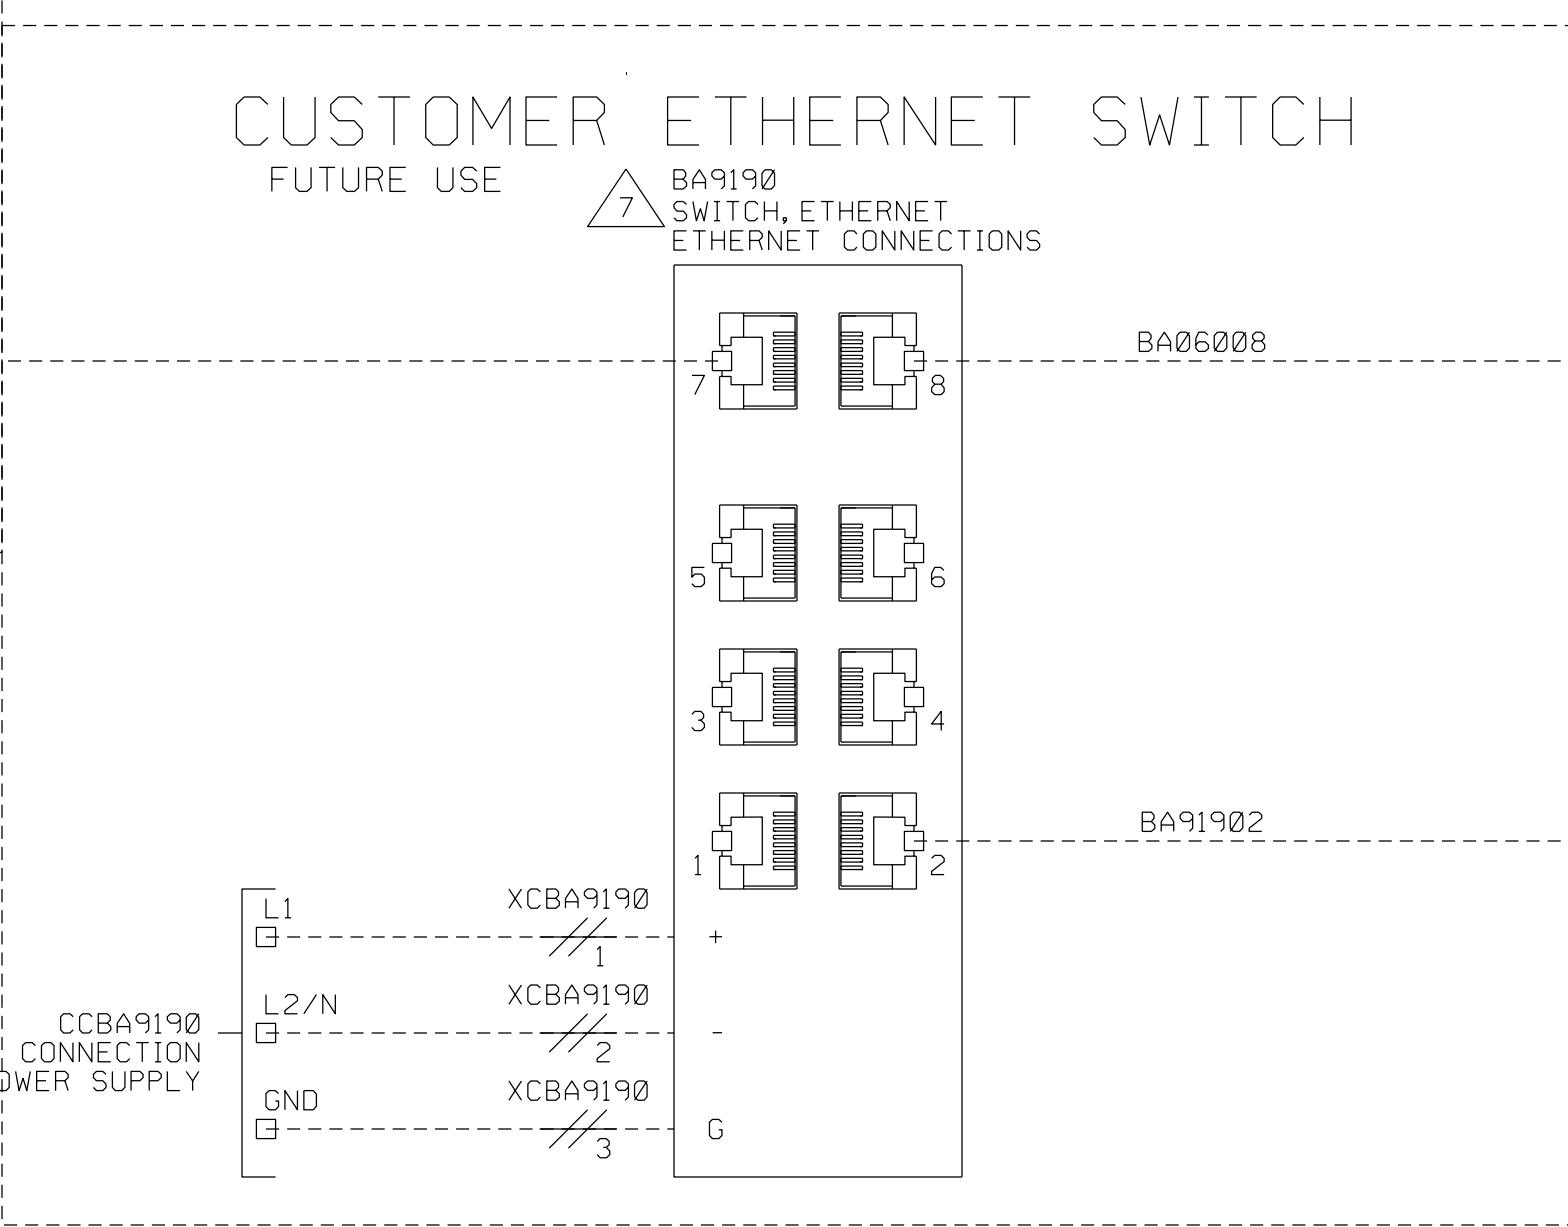 CUSTOMER ETHERNET SWITCH
FUTURE USE
7
BA9190
SWITCH, ETHERNET
ETHERNET CONNECTIONS
BA06008
7
8
5
6
3
4
BA91902
1
2
L1
XCBA9190
1
+
L2/N
XCBA9190
2
-
CCBA9190
CONNECTION
OWER SUPPLY
GND
XCBA9190
3
G